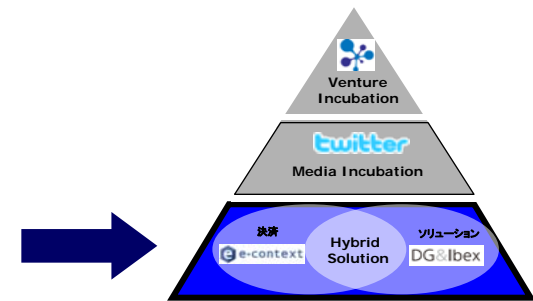 Venture
Incubation
twitter
Media Incubation
決済
e-context
Hybrid
Solution
ソリューション
DG&Ibex